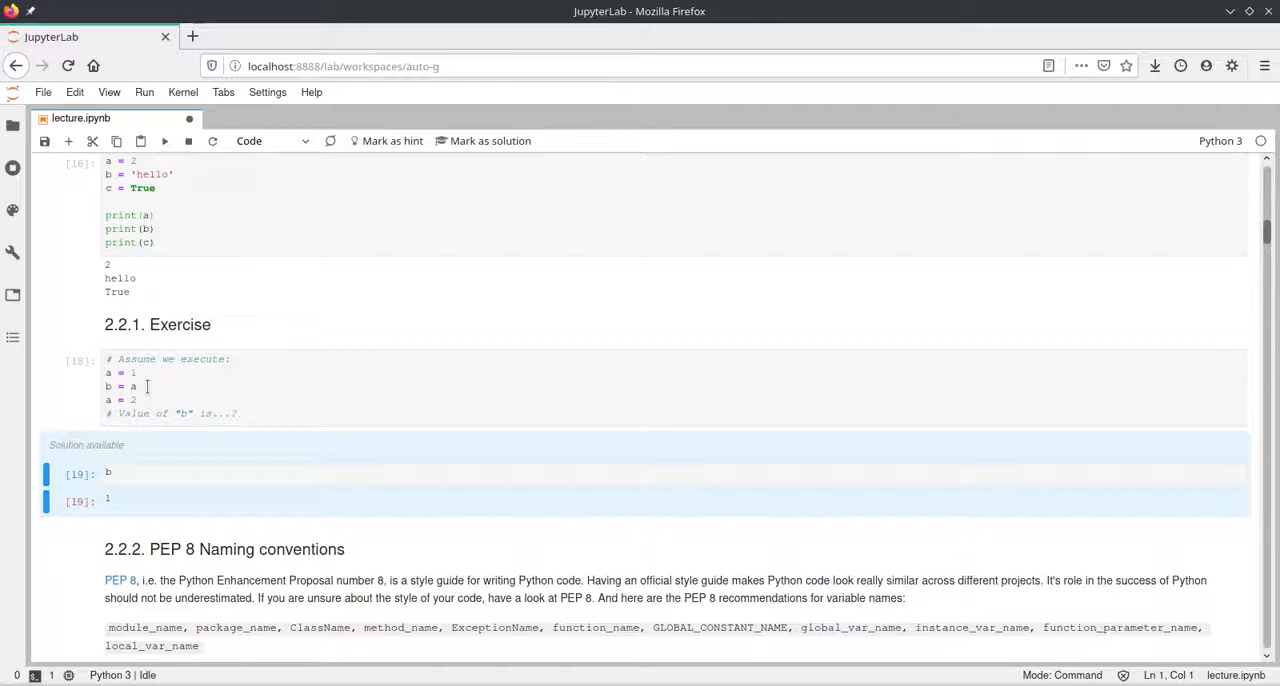 JupyterLab - Mozilla Firefox
JupyterLab
localhost:8888/lab/workspaces/auto-g
File Edit View Run Kernel Tabs Settings Help
lecture.ipynb
Code Mark as hint Mark as solution Python 3
[16]: a = 2
b = 'hello'
c = True
print(a)
print(b)
print(c)
2
hello
True
2.2.1. Exercise
[18]: # Assume we execute:
a = 1
b = a
a = 2
# Value of "b" is...?
Solution available
[19]: b
[19]: 1
2.2.2. PEP 8 Naming conventions
PEP 8, i.e. the Python Enhancement Proposal number 8, is a style guide for writing Python code. Having an official style guide makes Python code look really similar across different projects. It's role in the success of Python
should not be underestimated. If you are unsure about the style of your code, have a look at PEP 8. And here are the PEP 8 recommendations for variable names:
module_name, package_name, ClassName, method_name, ExceptionName, function_name, GLOBAL_CONSTANT_NAME, global_var_name, instance_var_name, function_parameter_name,
local_var_name
0 1 Python 3 | Idle Mode: Command Ln 1, Col 1 lecture.ipynb